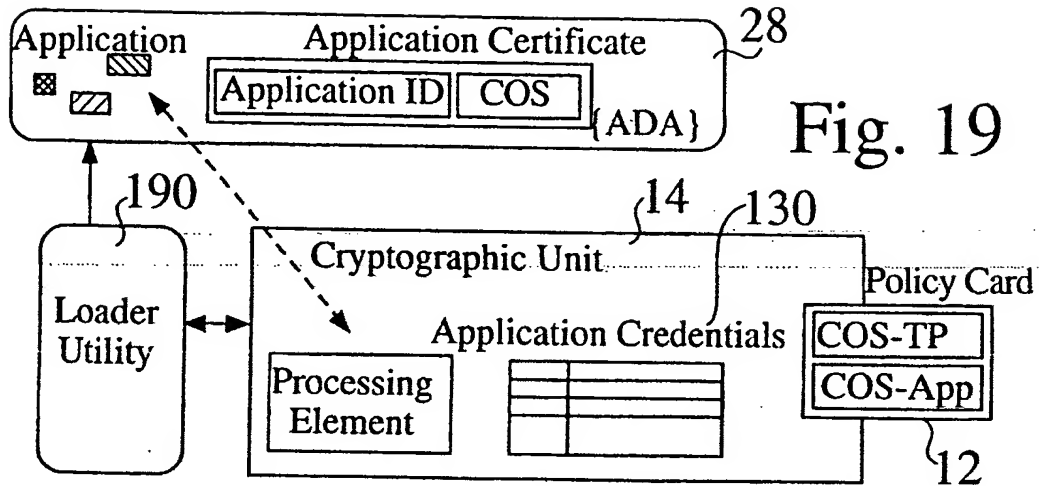 Application
Application Certificate
28
Application ID
COS
{ADA}
Fig. 19
190
14
130
Cryptographic Unit
Policy Card
Loader
Utility
Application Credentials
COS-TP
COS-App
Processing
Element
12